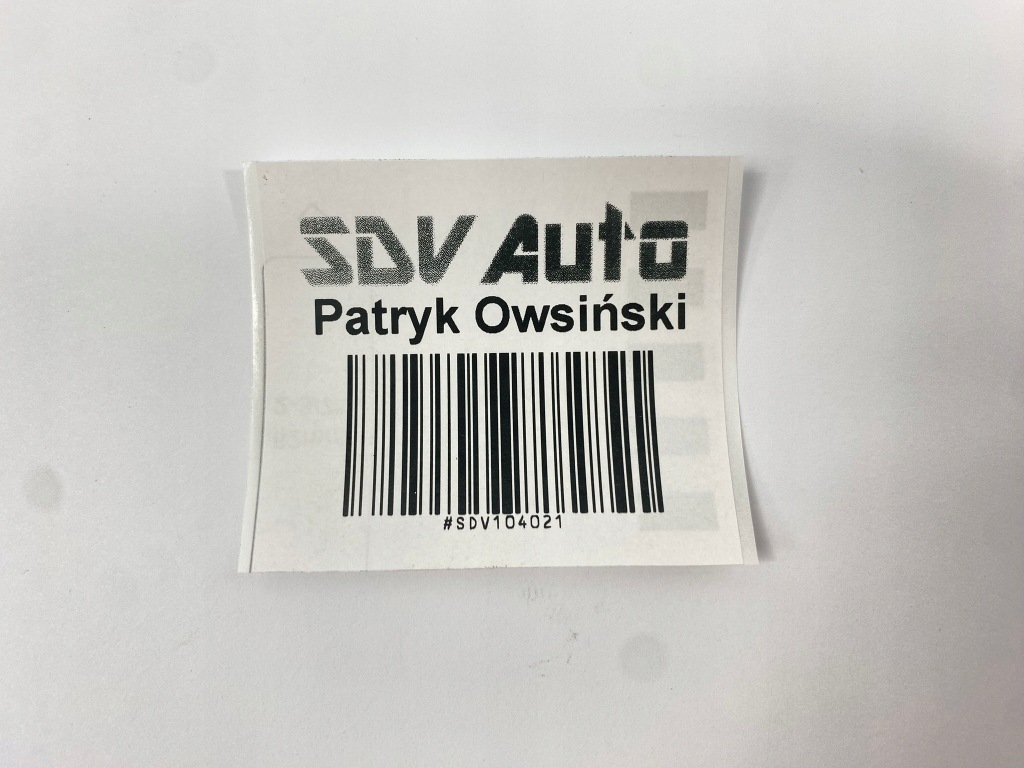 SDV Auto
Patryk Owsiński
#SDV104021